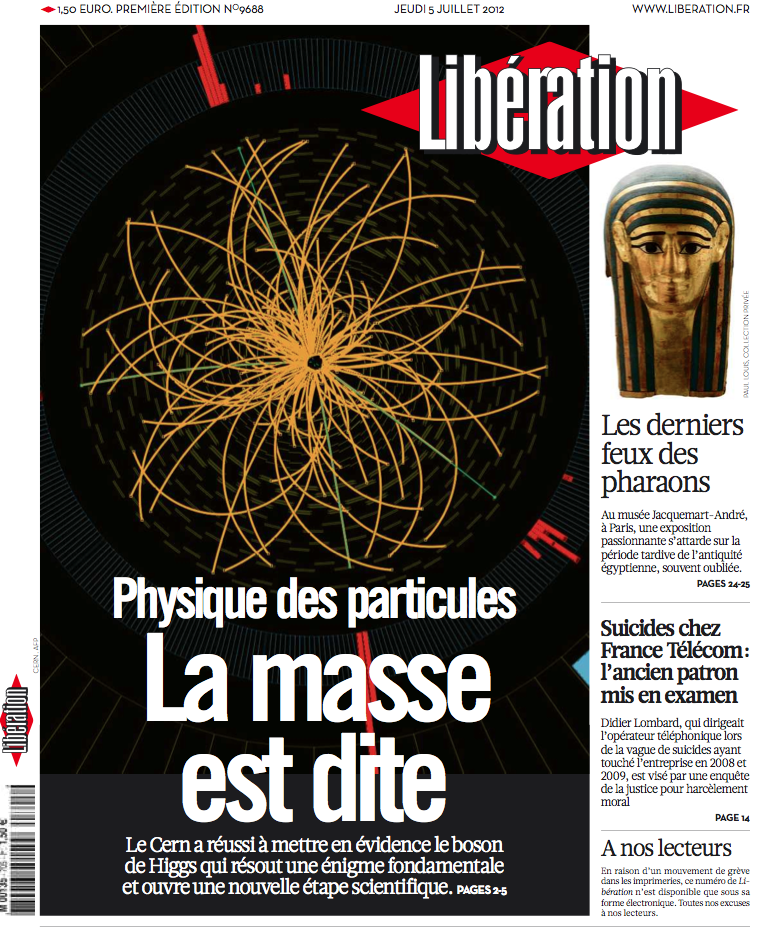 1,50 EURO. PREMIÈRE ÉDITION NO9688
JEUDI 5 JUILLET 2012
WWW.LIBERATION.FR
Libération
PAUL LOUIS, COLLECTION PRIVÉE
Les derniers
feux des
pharaons
Au musée Jacquemart-André,
à Paris, une exposition
passionnante s’attarde sur la
période tardive de l’antiquité
égyptienne, souvent oubliée.
PAGES 24-25
Suicides chez
France Télécom:
l’ancien patron
mis en examen
Didier Lombard, qui dirigeait
l’opérateur téléphonique lors
de la vague de suicides ayant
touché l’entreprise en 2008 et
2009, est visé par une enquête
de la justice pour harcèlement
moral
PAGE 14
A nos lecteurs
En raison d’un mouvement de grève
dans les imprimeries, ce numéro de Li-
bération n’est disponible que sous sa
forme électronique. Toutes nos excuses
à nos lecteurs.
Physique des particules
La masse
est dite
Le Cern a réussi à mettre en évidence le boson
de Higgs qui résout une énigme fondamentale
et ouvre une nouvelle étape scientifique. PAGES 2-5
CERN. AFP
Libération
M 00135 - 705 - F: 1,50 €